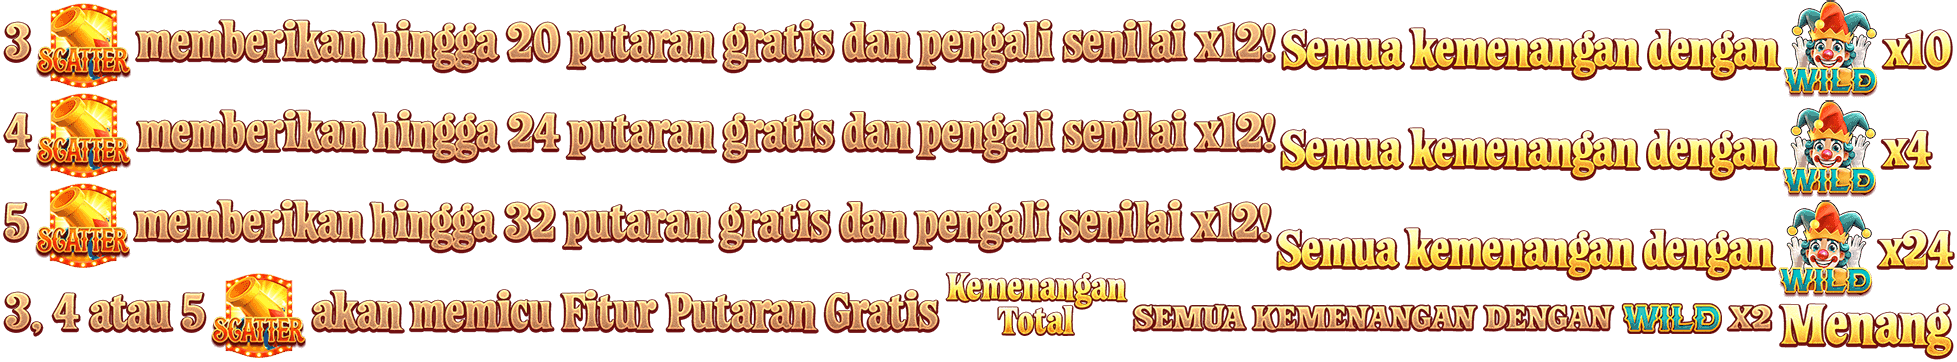 3 SCATTER memberikan hingga 20 putaran gratis dan pengali senilai x12!
Semua kemenangan dengan WILD x10
4 SCATTER memberikan hingga 24 putaran gratis dan pengali senilai x12!
Semua kemenangan dengan WILD x4
5 SCATTER memberikan hingga 32 putaran gratis dan pengali senilai x12!
Semua kemenangan dengan WILD x24
3, 4 atau 5 SCATTER akan memicu Fitur Putaran Gratis
Kemenangan
Total
SEMUA KEMENANGAN DENGAN WILD X2
Menang